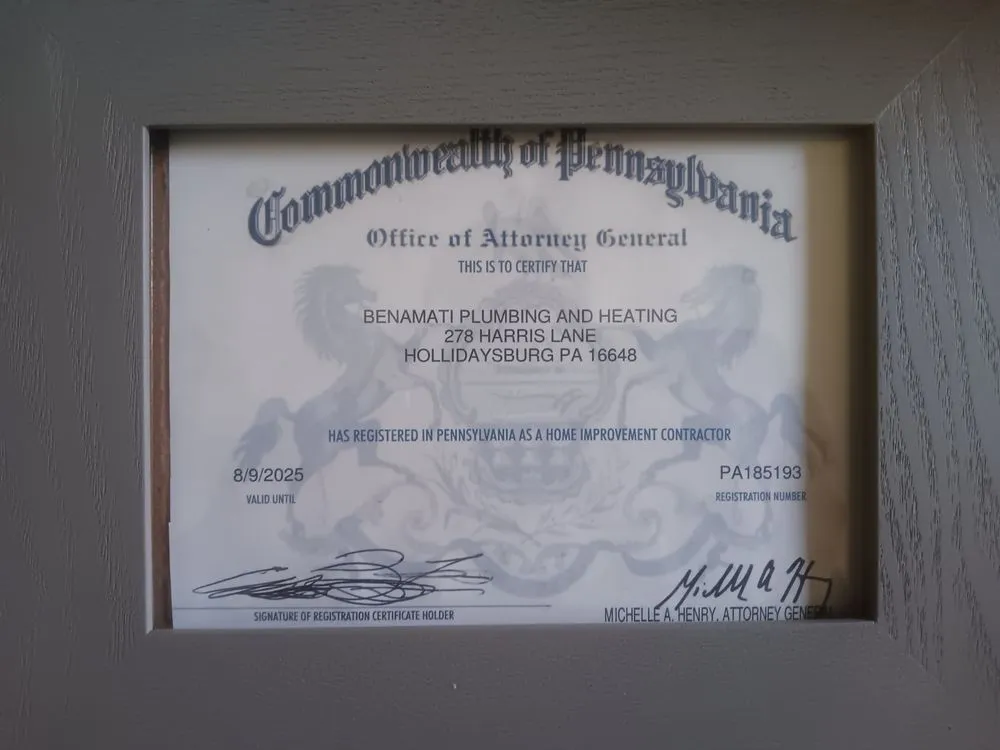 Commonwealth of Pennsylvania
Office of Attorney General
THIS IS TO CERTIFY THAT
BENAMATI PLUMBING AND HEATING
278 HARRIS LANE
HOLLIDAYSBURG PA 16648
HAS REGISTERED IN PENNSYLVANIA AS A HOME IMPROVEMENT CONTRACTOR
8/9/2025
VALID UNTIL
PA185193
REGISTRATION NUMBER
SIGNATURE OF REGISTRATION CERTIFICATE HOLDER
MICHELLE A. HENRY, ATTORNEY GENERAL